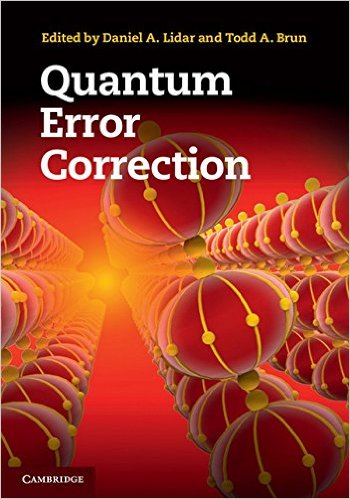 Edited by Daniel A. Lidar and Todd A. Brun
Quantum
Error
Correction
CAMBRIDGE